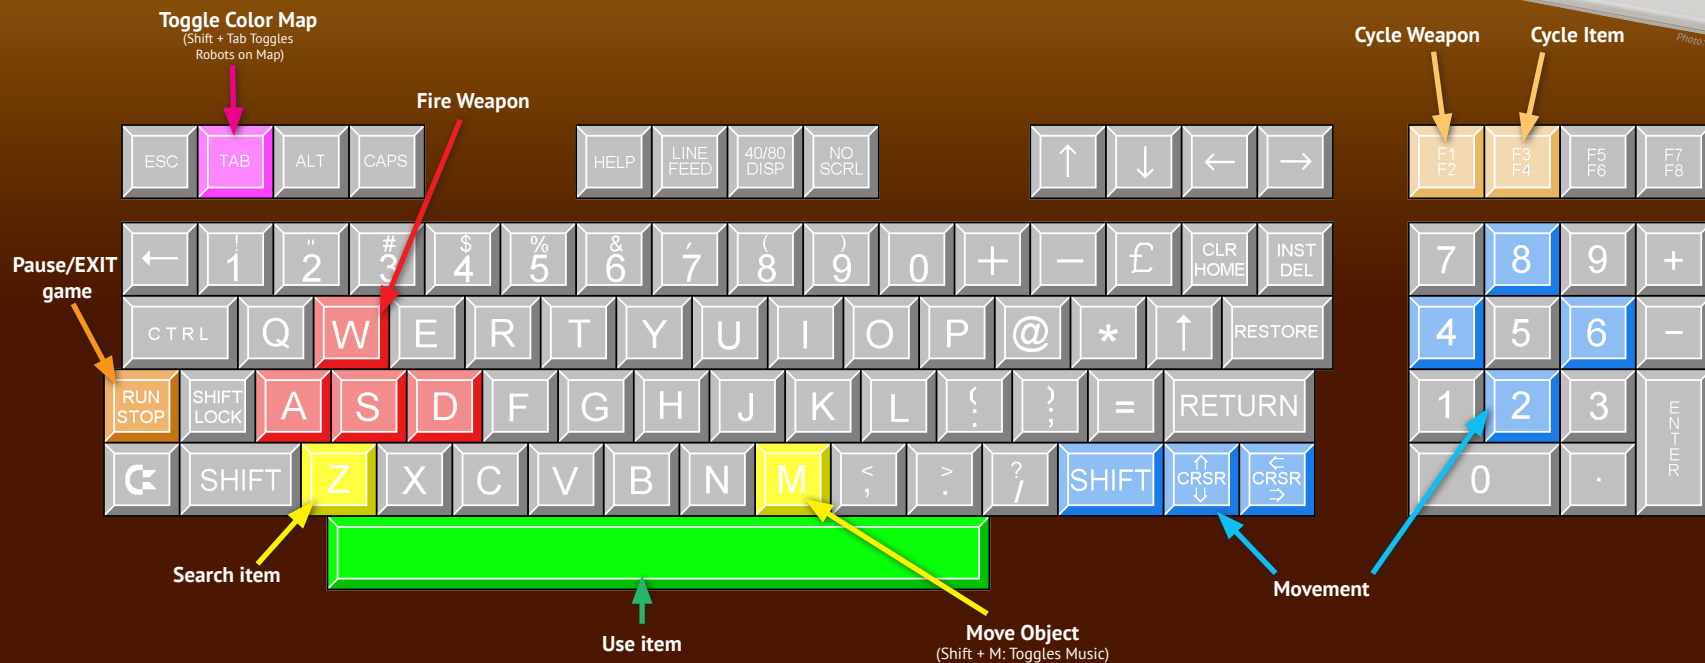 Toggle Color Map
(Shift + Tab Toggles
Robots on Map)
Fire Weapon
Cycle Weapon
Cycle Item
Photo:
ESC
TAB
ALT
CAPS
HELP
LINE
FEED
40/80
DISP
NO
SCRL
↑
↓
←
→
F1
F2
F3
F4
F5
F6
F7
F8
Pause/EXIT
game
←
!
1
"
2
#
3
$
4
%
5
&
6
′
7
(
8
)
9
0
+
−
£
CLR
HOME
INST
DEL
7
8
9
+
CTRL
Q
W
E
R
T
Y
U
I
O
P
@
*
↑
RESTORE
4
5
6
−
RUN
STOP
SHIFT
LOCK
A
S
D
F
G
H
J
K
L
[
:
]
;
=
RETURN
1
2
3
ENTER
SHIFT
Z
X
C
V
B
N
M
<
,
>
.
?
/
SHIFT
⇑
CRSR
⇓
⇐
CRSR
⇒
0
.
Search item
Use item
Move Object
(Shift + M: Toggles Music)
Movement